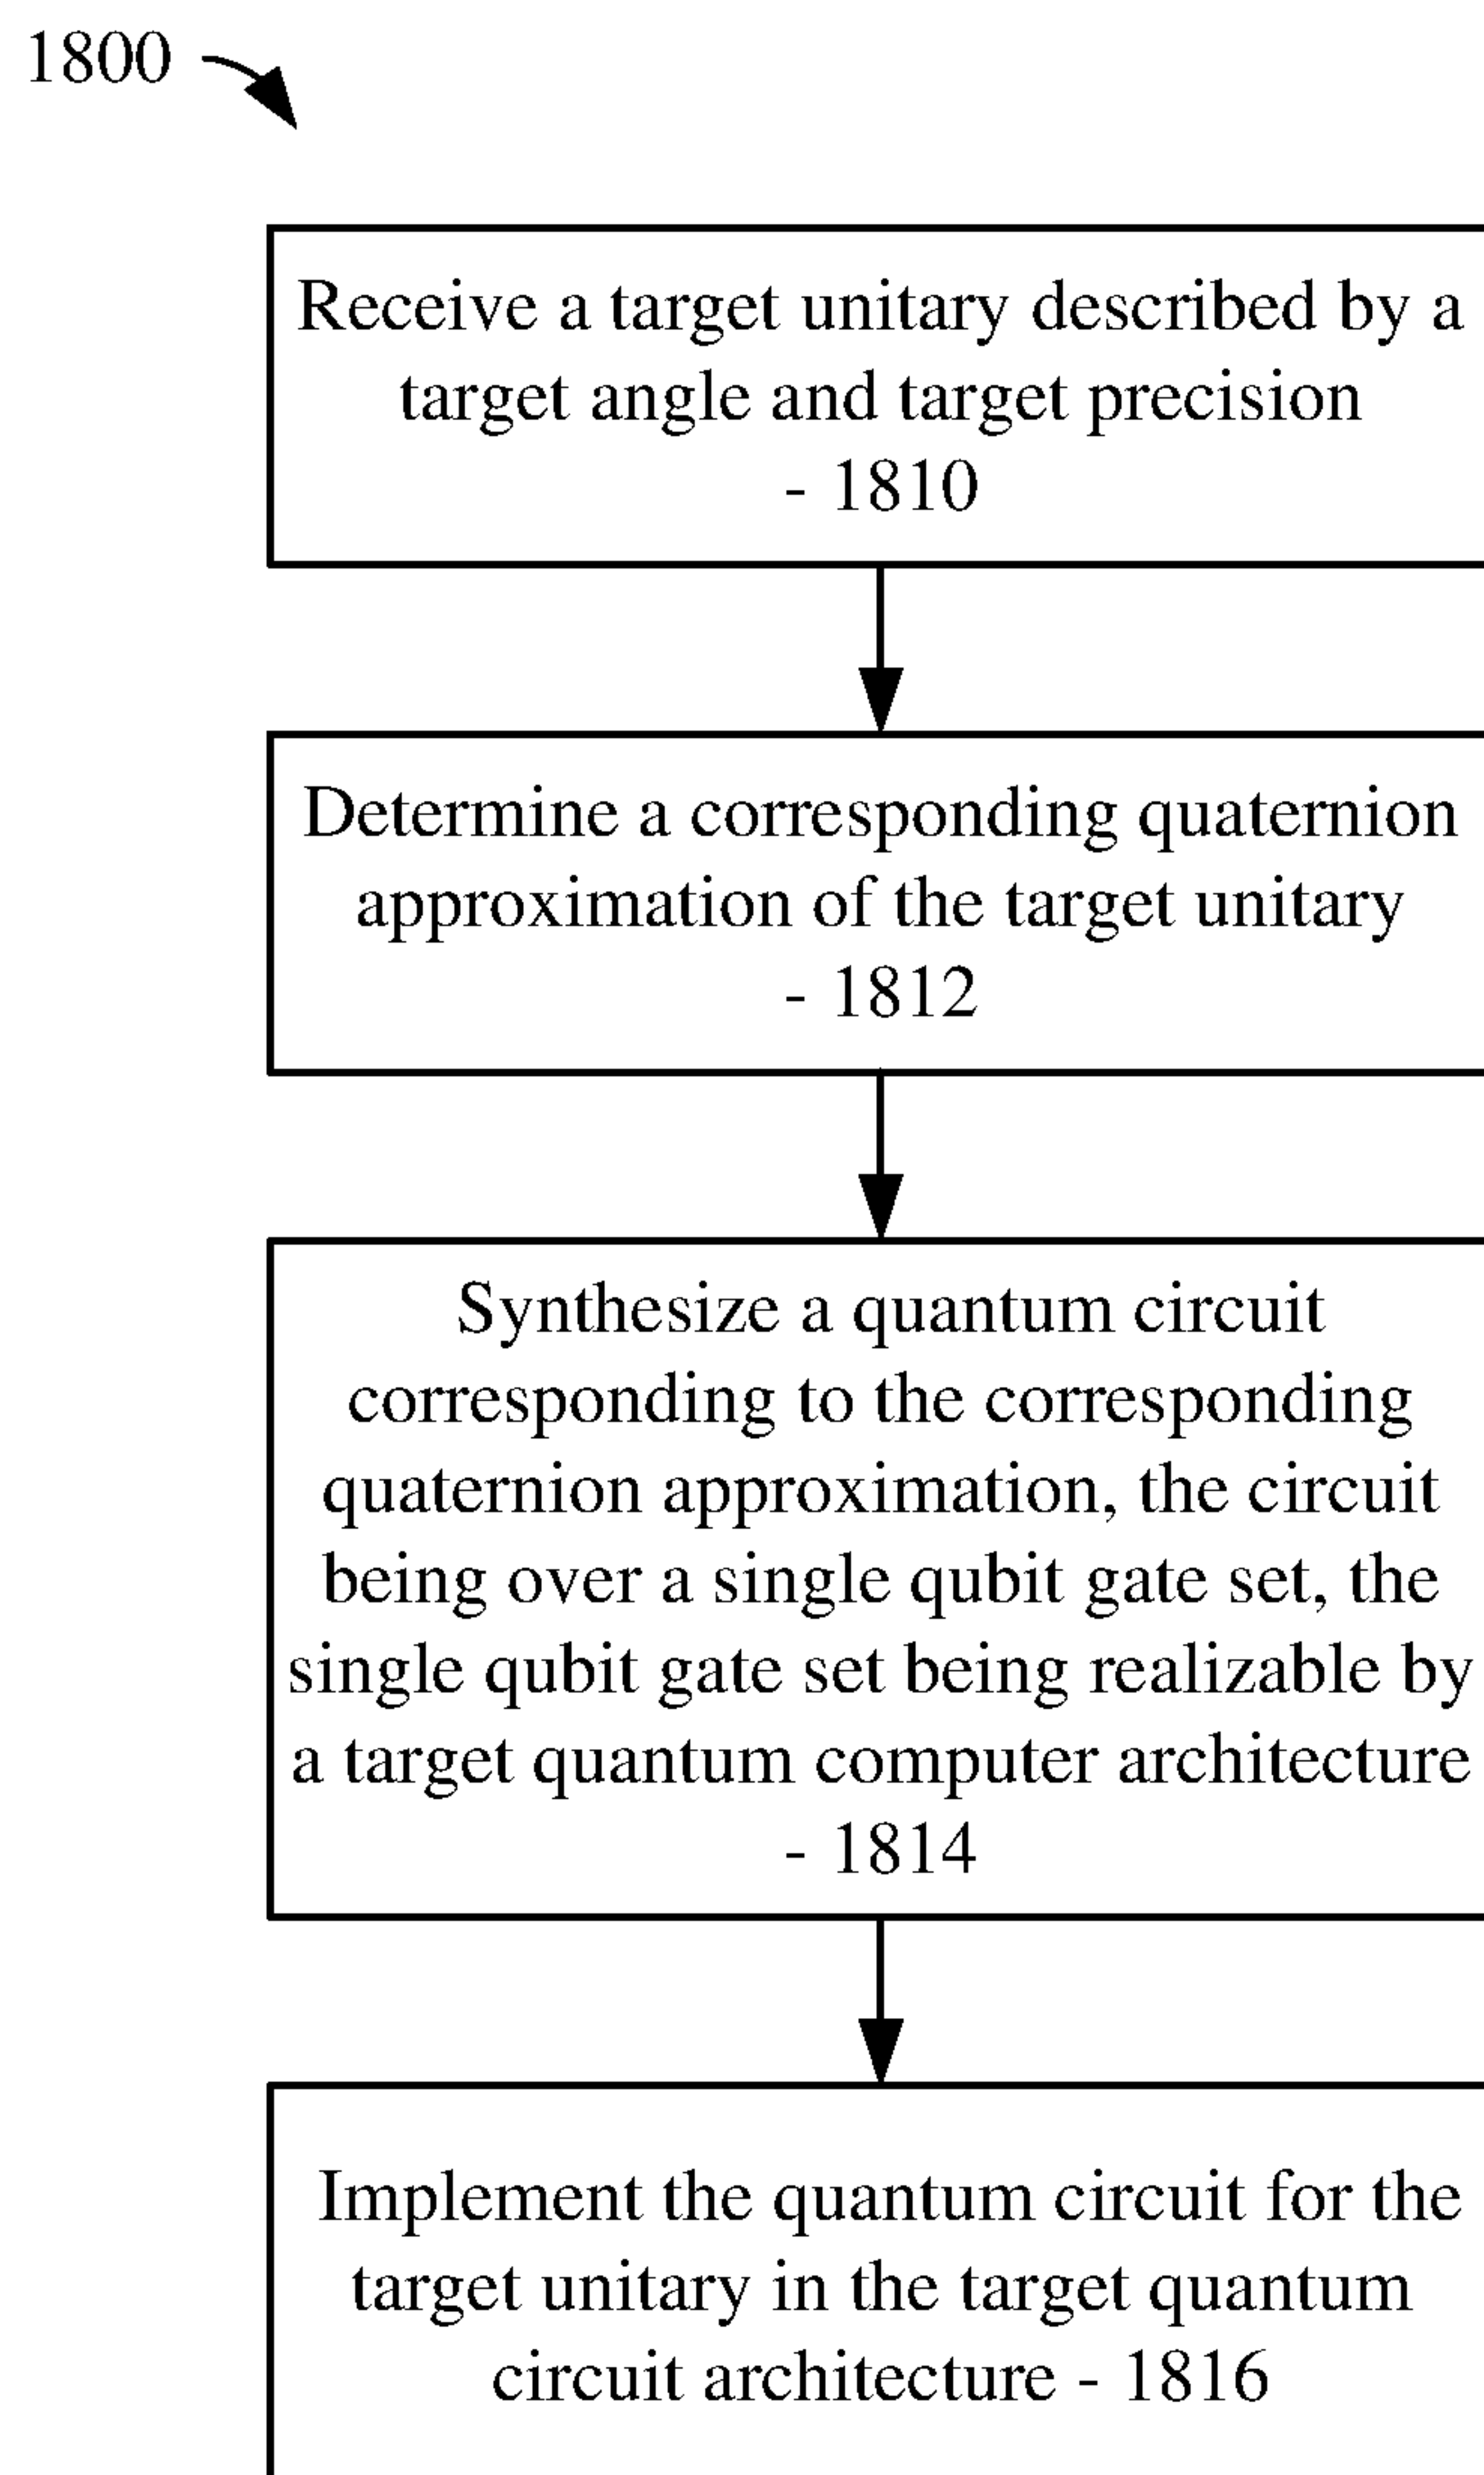 1800
Receive a target unitary described by a
target angle and target precision
- 1810
Determine a corresponding quaternion
approximation of the target unitary
- 1812
Synthesize a quantum circuit
corresponding to the corresponding
quaternion approximation, the circuit
being over a single qubit gate set, the
single qubit gate set being realizable by
a target quantum computer architecture
- 1814
Implement the quantum circuit for the
target unitary in the target quantum
circuit architecture - 1816